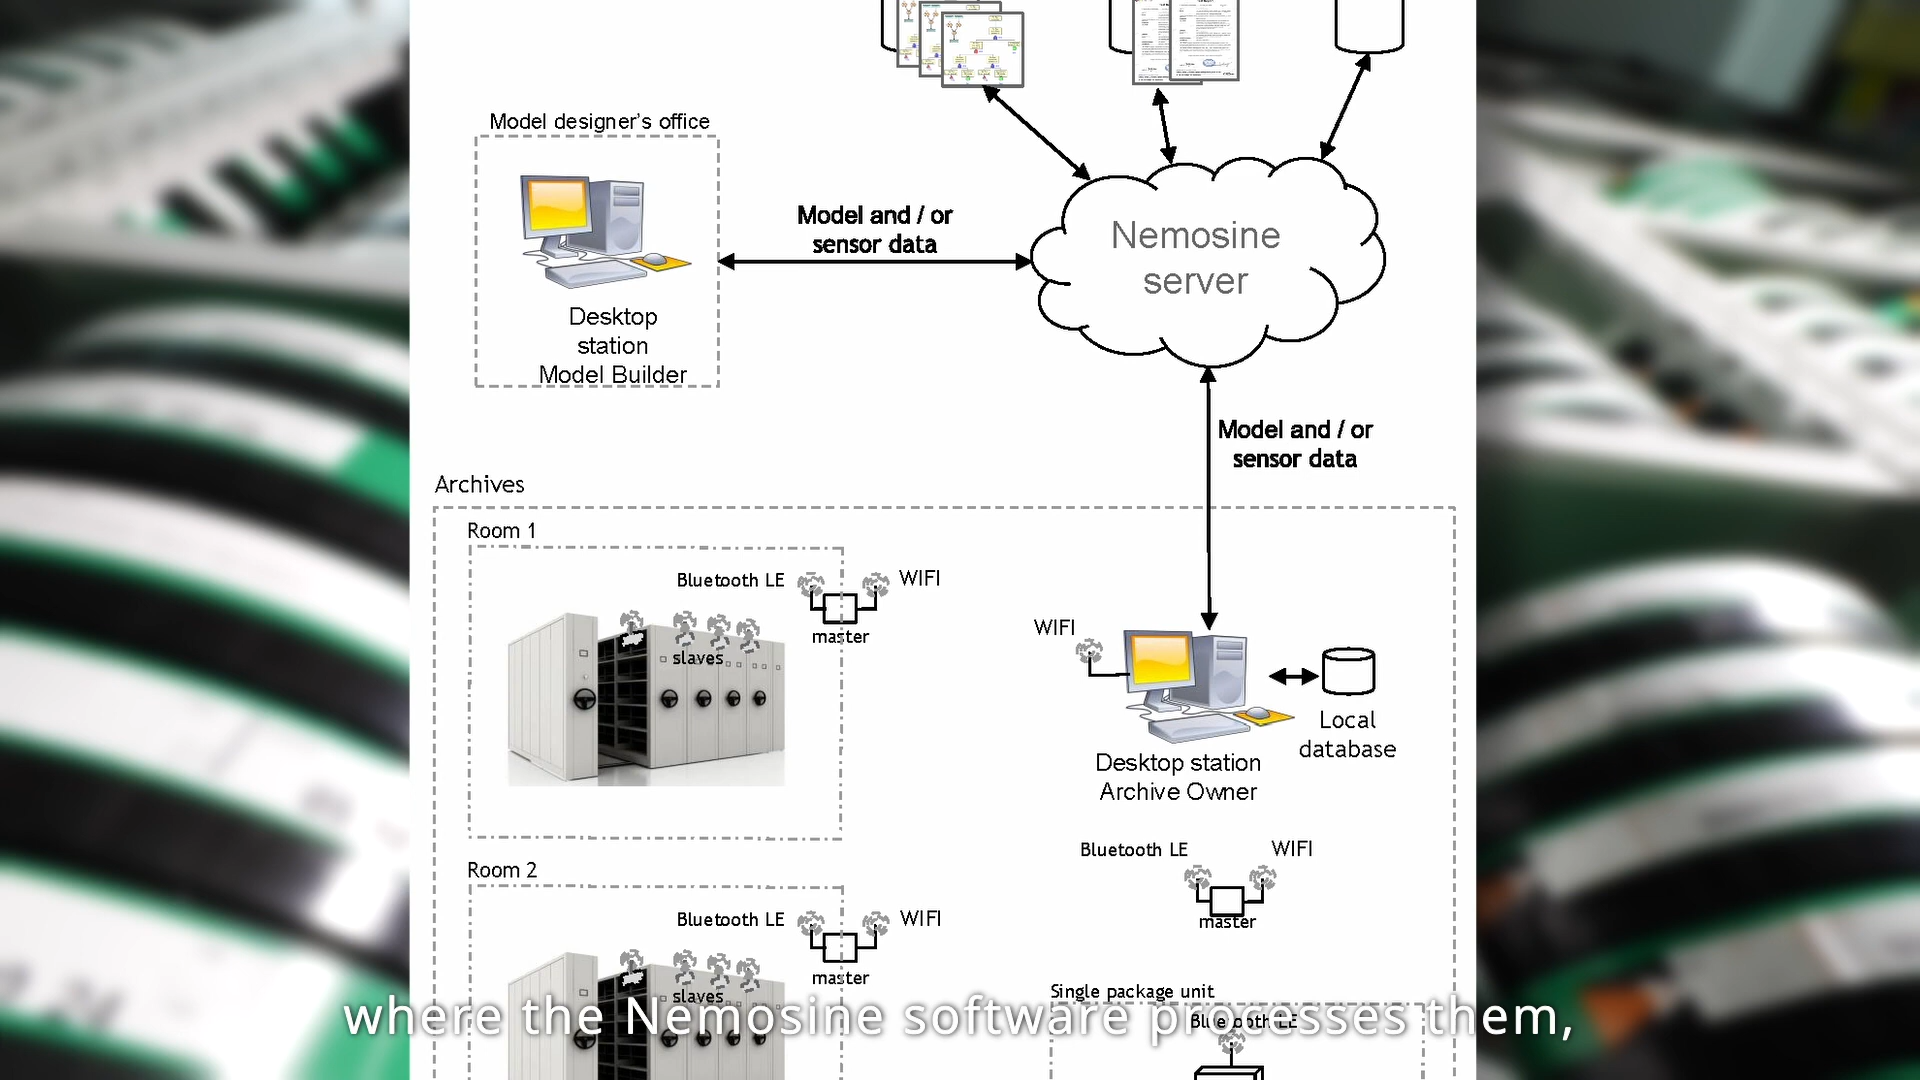 Model designer's office
Desktop
station
Model Builder
Model and / or
sensor data
Nemosine
server
Model and / or
sensor data
Archives
Room 1
Bluetooth LE
WIFI
master
slaves
WIFI
Desktop station
Archive Owner
Local
database
Bluetooth LE
WIFI
master
Room 2
Bluetooth LE
WIFI
master
slaves
Single package unit
Bluetooth LE
where the Nemosine software processes them,